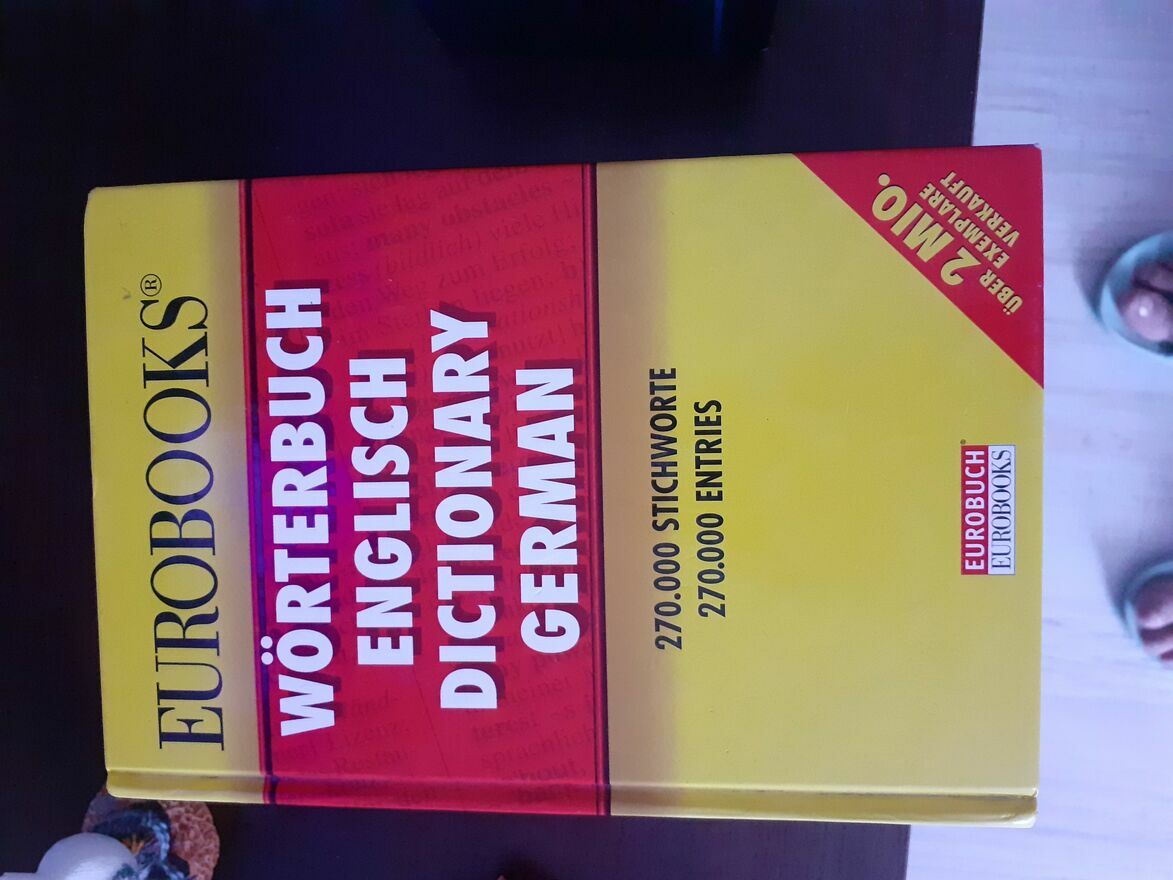 EUROBOOKS®
WÖRTERBUCH
ENGLISCH
DICTIONARY
GERMAN
270.000 STICHWORTE
270.000 ENTRIES
ÜBER
2 MIO.
EXEMPLARE
VERKAUFT
EUROBUCH®
EUROBOOKS